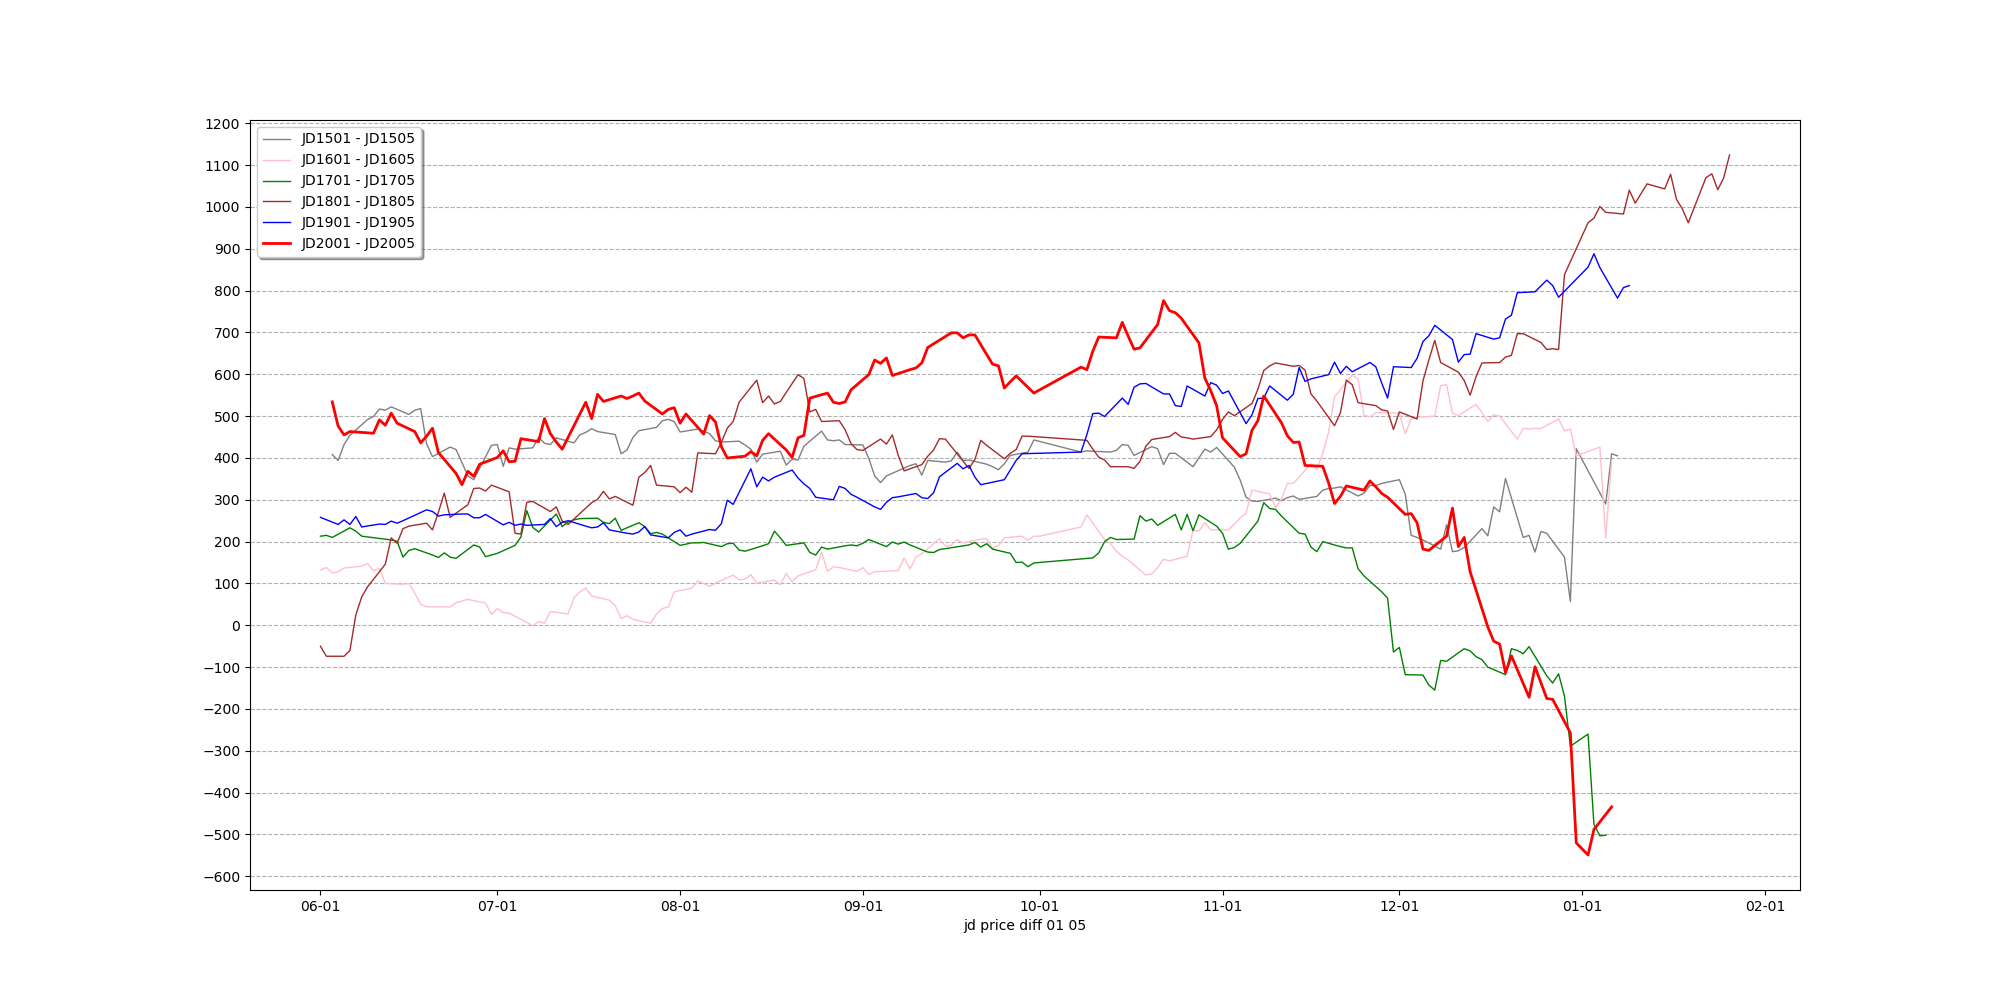 1200
1100
1000
900
800
700
600
500
400
300
200
100
0
−100
−200
−300
−400
−500
−600
JD1501 - JD1505
JD1601 - JD1605
JD1701 - JD1705
JD1801 - JD1805
JD1901 - JD1905
JD2001 - JD2005
06-01 07-01 08-01 09-01 10-01 11-01 12-01 01-01 02-01
jd price diff 01 05